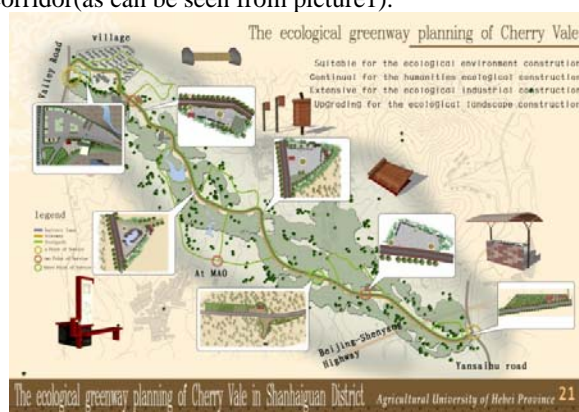 corridor(as can be seen from picture1).
The ecological greenway planning of Cherry Vale
Suitable for the ecological environment construction
Continual for the humanities ecological construction
Extensive for the ecological industrial construction
Upgrading for the ecological landscape construction
village
Valley Road
legend
At MAO
Beijing-Shenyang
Highway
Yansaihu road
The ecological greenway planning of Cherry Vale in Shanhaiguan District
Agricultural University of Hebei Province 21